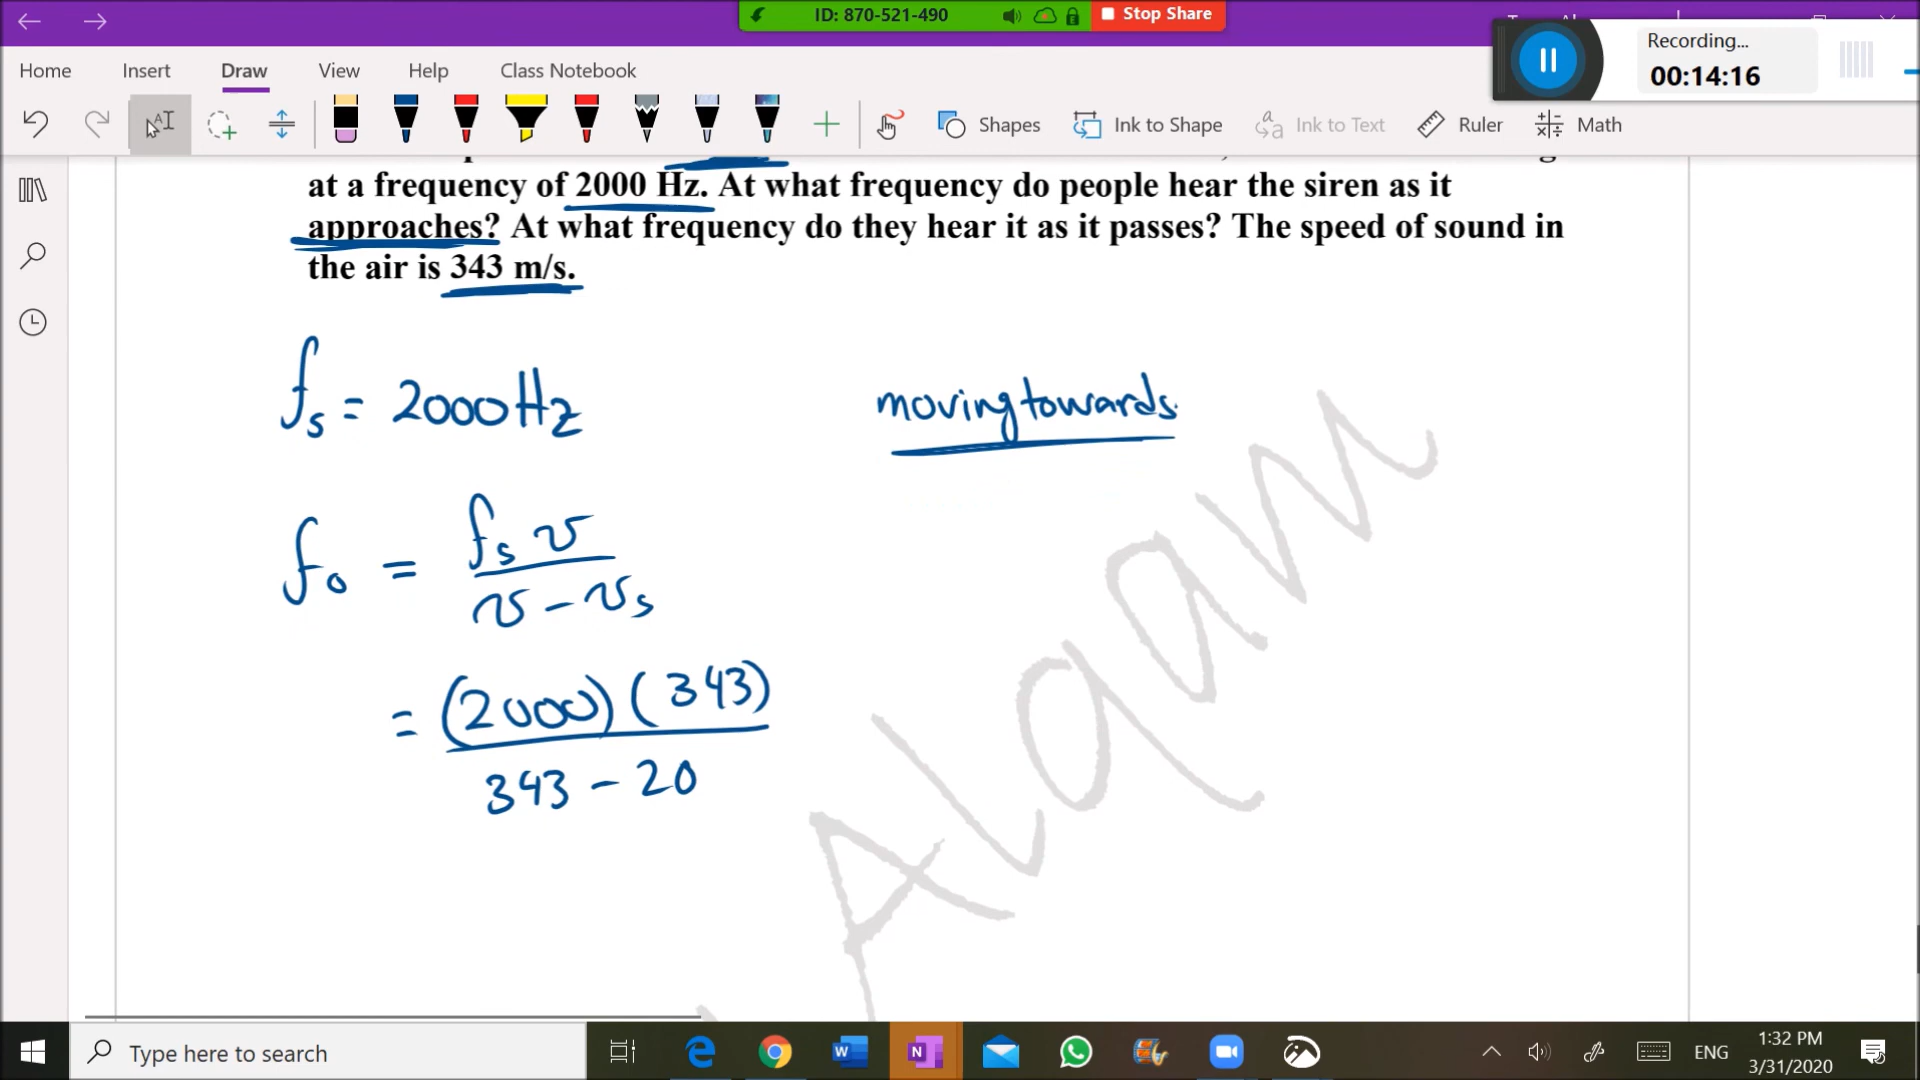 ID: 870-521-490
Stop Share
Recording...
00:14:16
Home Insert Draw View Help Class Notebook
Shapes Ink to Shape Ink to Text Ruler Math
at a frequency of 2000 Hz. At what frequency do people hear the siren as it
approaches? At what frequency do they hear it as it passes? The speed of sound in
the air is 343 m/s.
fs = 2000Hz
moving towards
fo = fs v / v - vs
= (2000)(343) / 343 - 20
Alqam
Type here to search
ENG
1:32 PM
3/31/2020